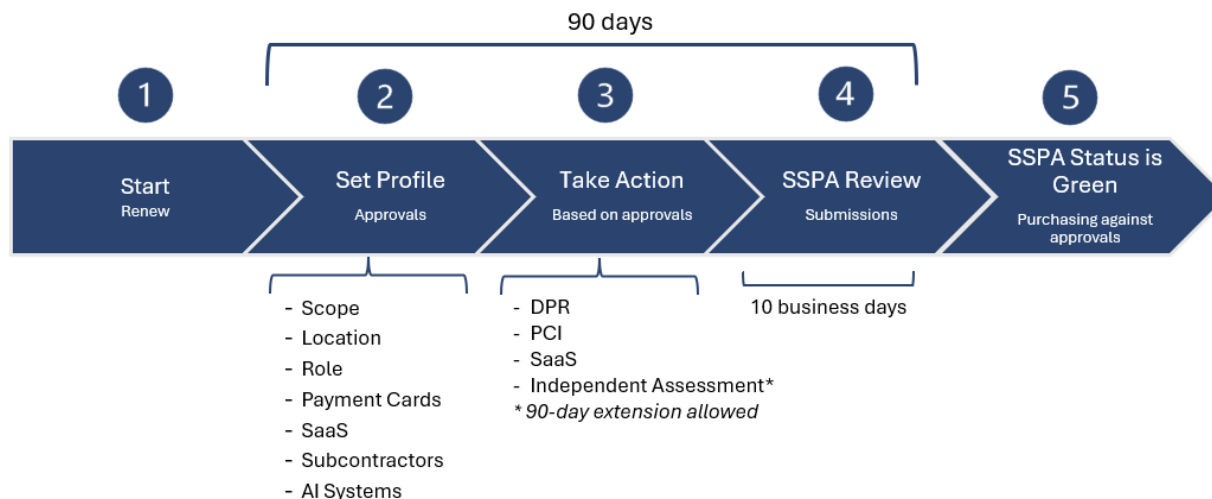 90 days
1
2
3
4
5
Start
Renew
Set Profile
Approvals
Take Action
Based on approvals
SSPA Review
Submissions
SSPA Status is
Green
Purchasing against
approvals
- Scope
- Location
- Role
- Payment Cards
- SaaS
- Subcontractors
- AI Systems
- DPR
- PCI
- SaaS
- Independent Assessment*
* 90-day extension allowed
10 business days